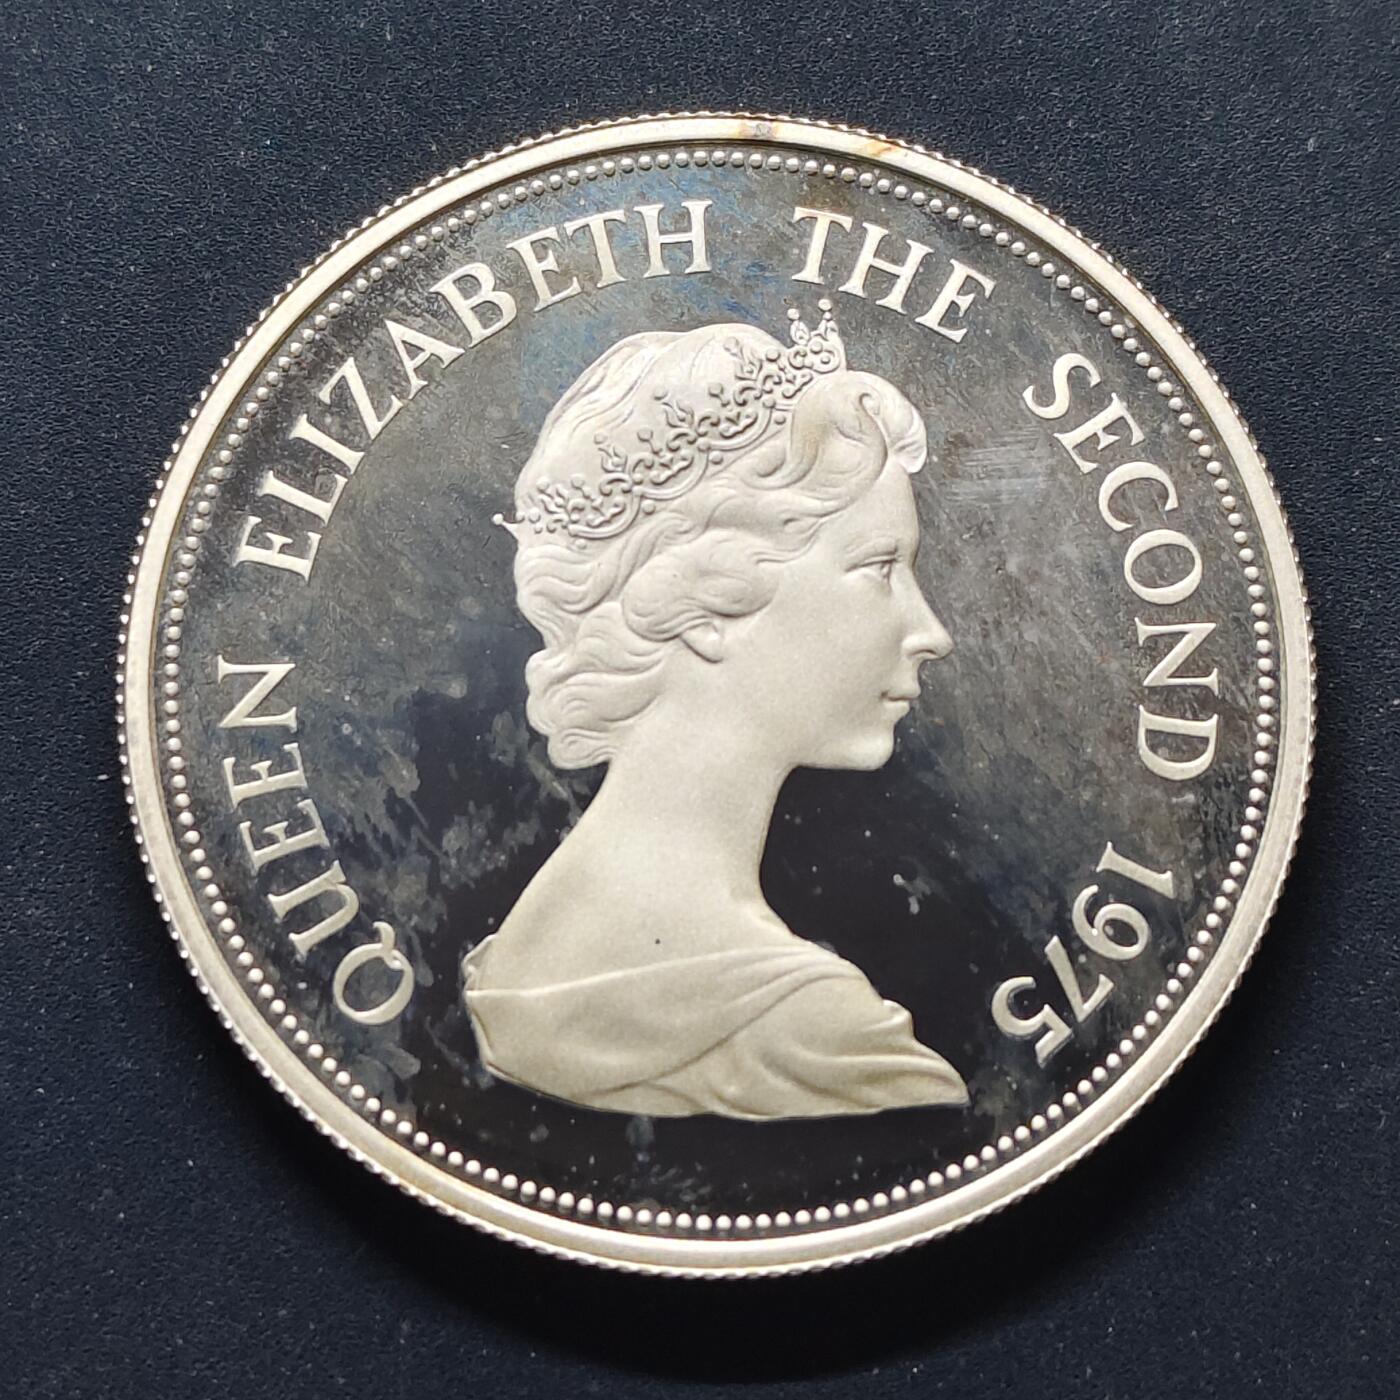 QUEEN ELIZABETH THE SECOND 1975